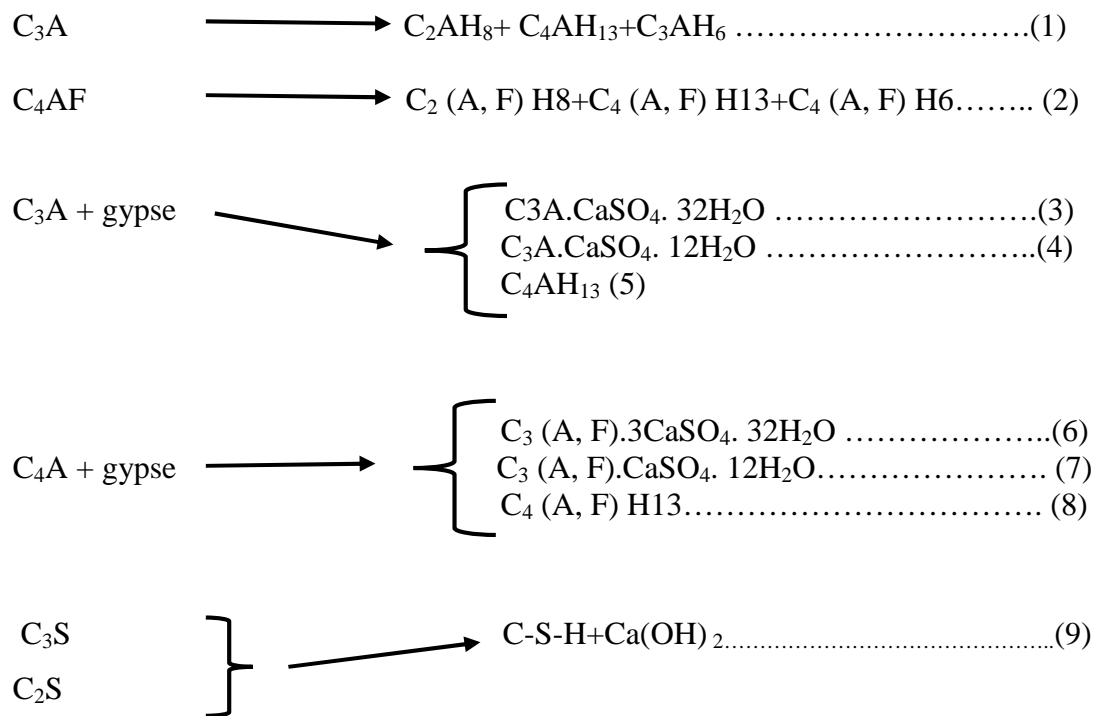 C₃A C₂AH₈+ C₄AH₁₃+C₃AH₆ ……………………….(1)
C₄AF C₂ (A, F) H8+C₄ (A, F) H13+C₄ (A, F) H6…….. (2)
C₃A + gypse C3A.CaSO₄. 32H₂O …………………….(3)
C₃A.CaSO₄. 12H₂O ……………………..(4)
C₄AH₁₃ (5)
C₄A + gypse C₃ (A, F).3CaSO₄. 32H₂O ………………..(6)
C₃ (A, F).CaSO₄. 12H₂O…………………. (7)
C₄ (A, F) H13……………………………. (8)
C₃S C-S-H+Ca(OH) ₂……………………………………..(9)
C₂S